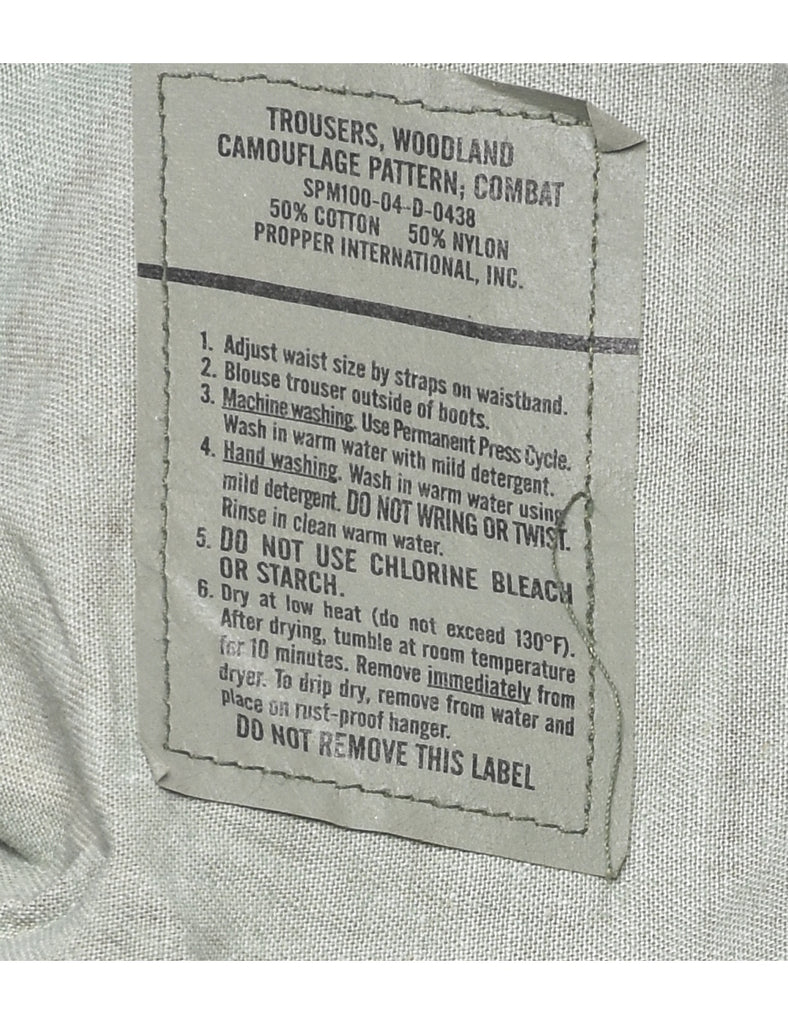 TROUSERS, WOODLAND
CAMOUFLAGE PATTERN; COMBAT
SPM100-04-D-0438
50% COTTON 50% NYLON
PROPPER INTERNATIONAL, INC.
1. Adjust waist size by straps on waistband.
2. Blouse trouser outside of boots.
3. Machine washing. Use Permanent Press Cycle.
Wash in warm water with mild detergent.
4. Hand washing. Wash in warm water using
mild detergent. DO NOT WRING OR TWIST.
Rinse in clean warm water.
5. DO NOT USE CHLORINE BLEACH
OR STARCH.
6. Dry at low heat (do not exceed 130°F).
After drying, tumble at room temperature
for 10 minutes. Remove immediately from
dryer. To drip dry, remove from water and
place on rust-proof hanger.
DO NOT REMOVE THIS LABEL